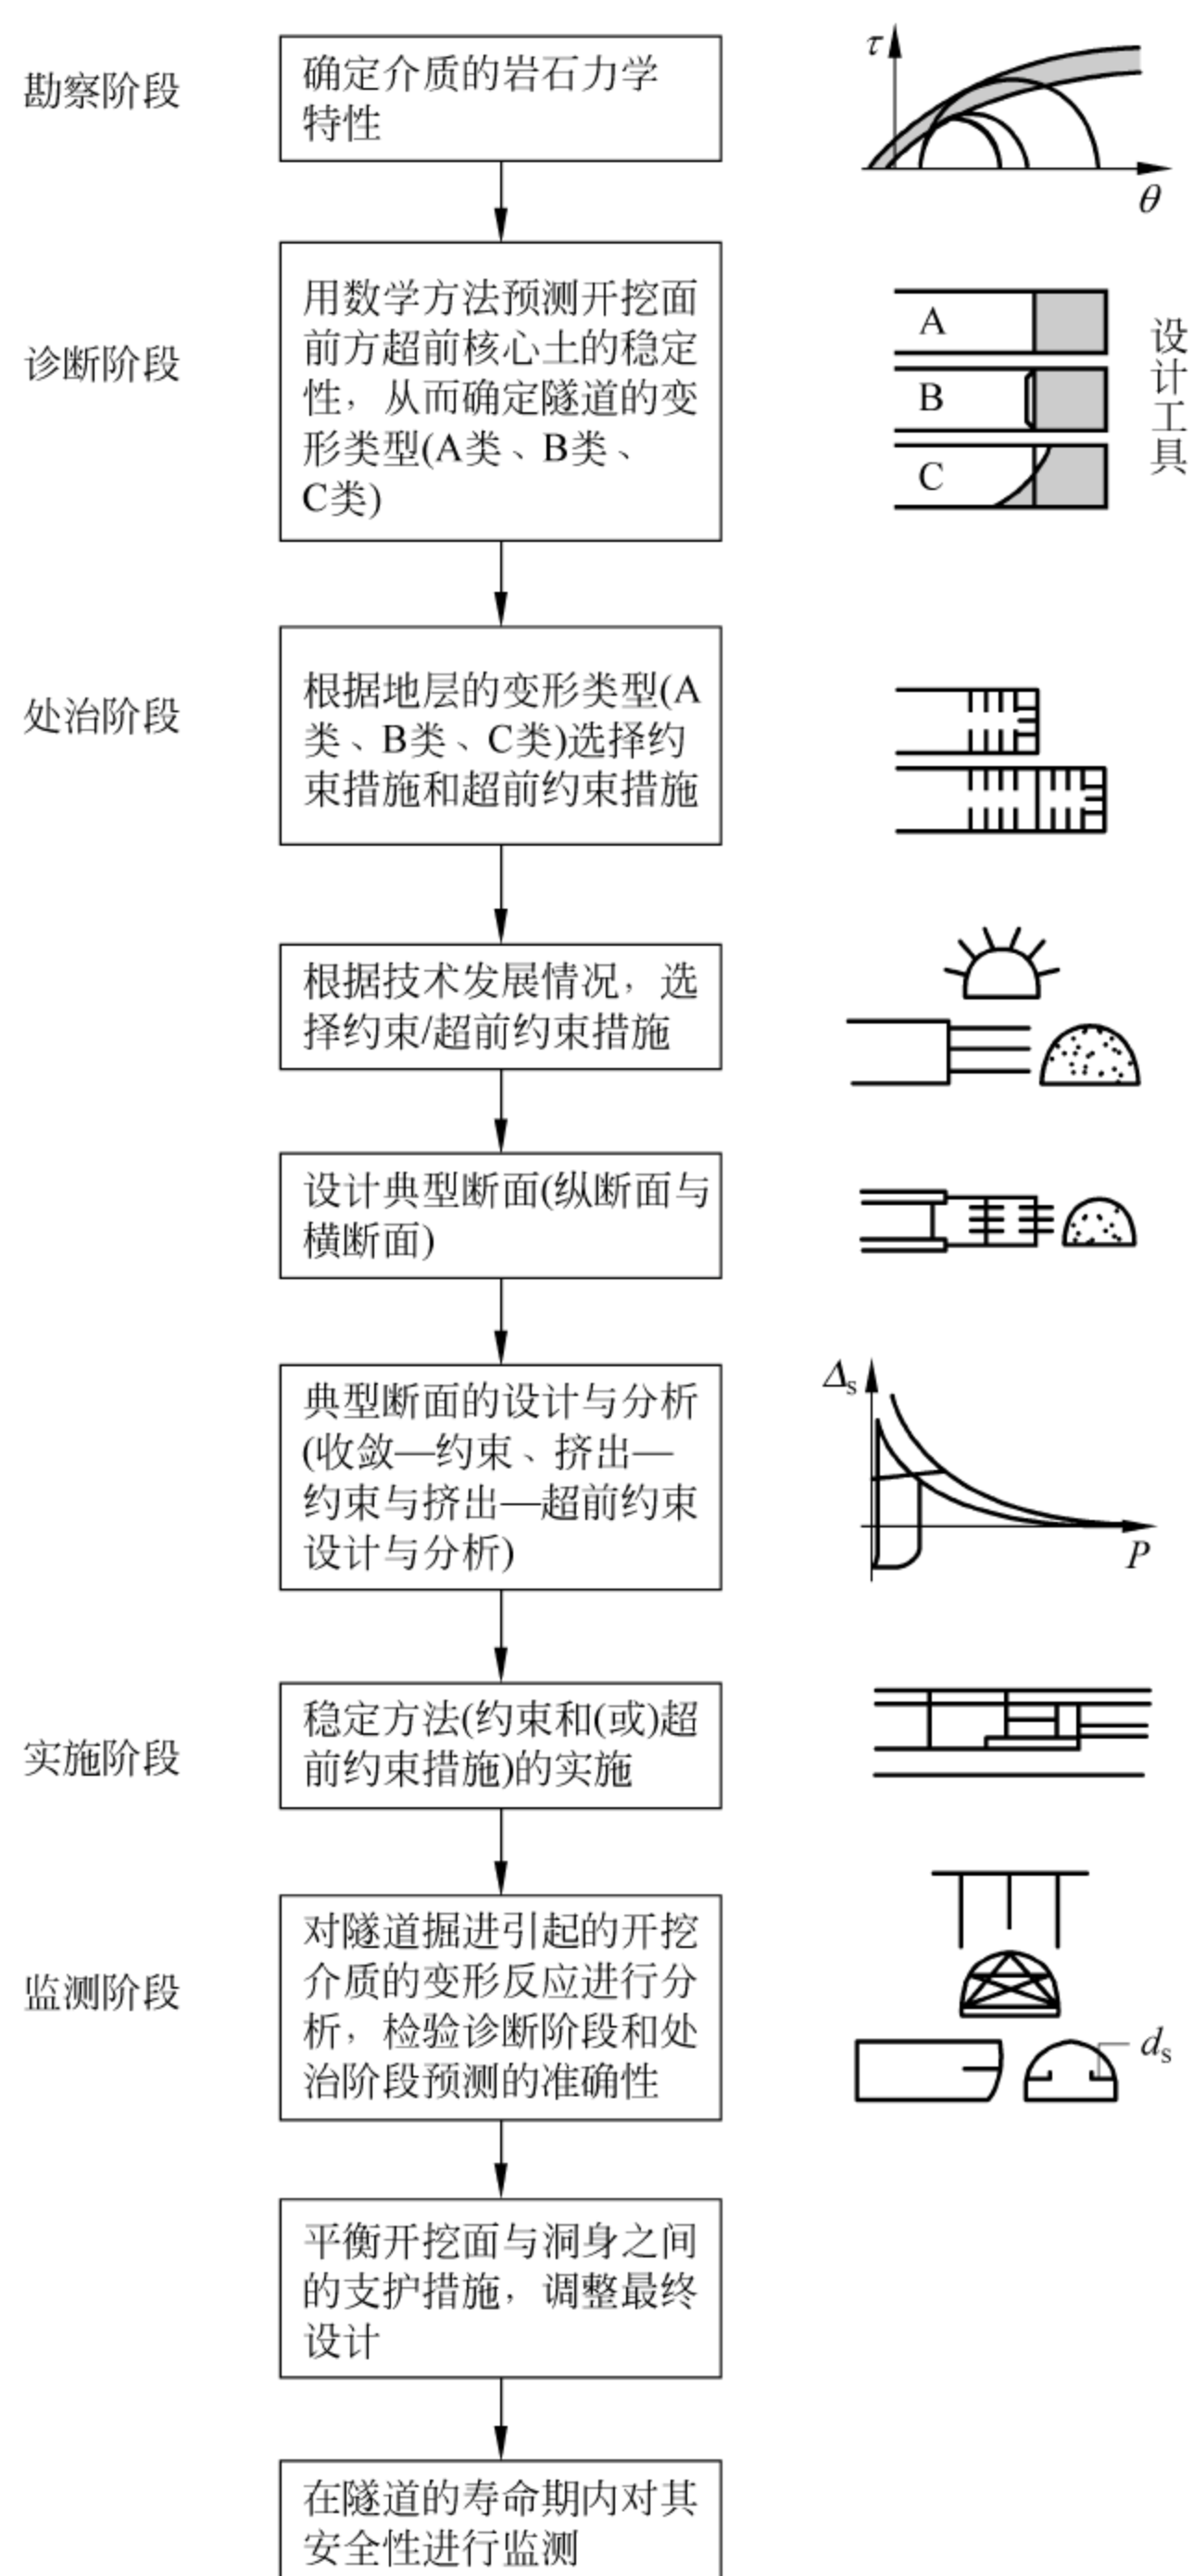 勘察阶段
确定介质的岩石力学
特性
τ
θ
诊断阶段
用数学方法预测开挖面
前方超前核心土的稳定
性，从而确定隧道的变
形类型(A类、B类、
C类)
A
B
C
设计工具
处治阶段
根据地层的变形类型(A
类、B类、C类)选择约
束措施和超前约束措施
根据技术发展情况，选
择约束/超前约束措施
设计典型断面(纵断面与
横断面)
典型断面的设计与分析
(收敛—约束、挤出—
约束与挤出—超前约束
设计与分析)
Δs
P
实施阶段
稳定方法(约束和(或)超
前约束措施)的实施
监测阶段
对隧道掘进引起的开挖
介质的变形反应进行分
析，检验诊断阶段和处
治阶段预测的准确性
ds
平衡开挖面与洞身之间
的支护措施，调整最终
设计
在隧道的寿命期内对其
安全性进行监测